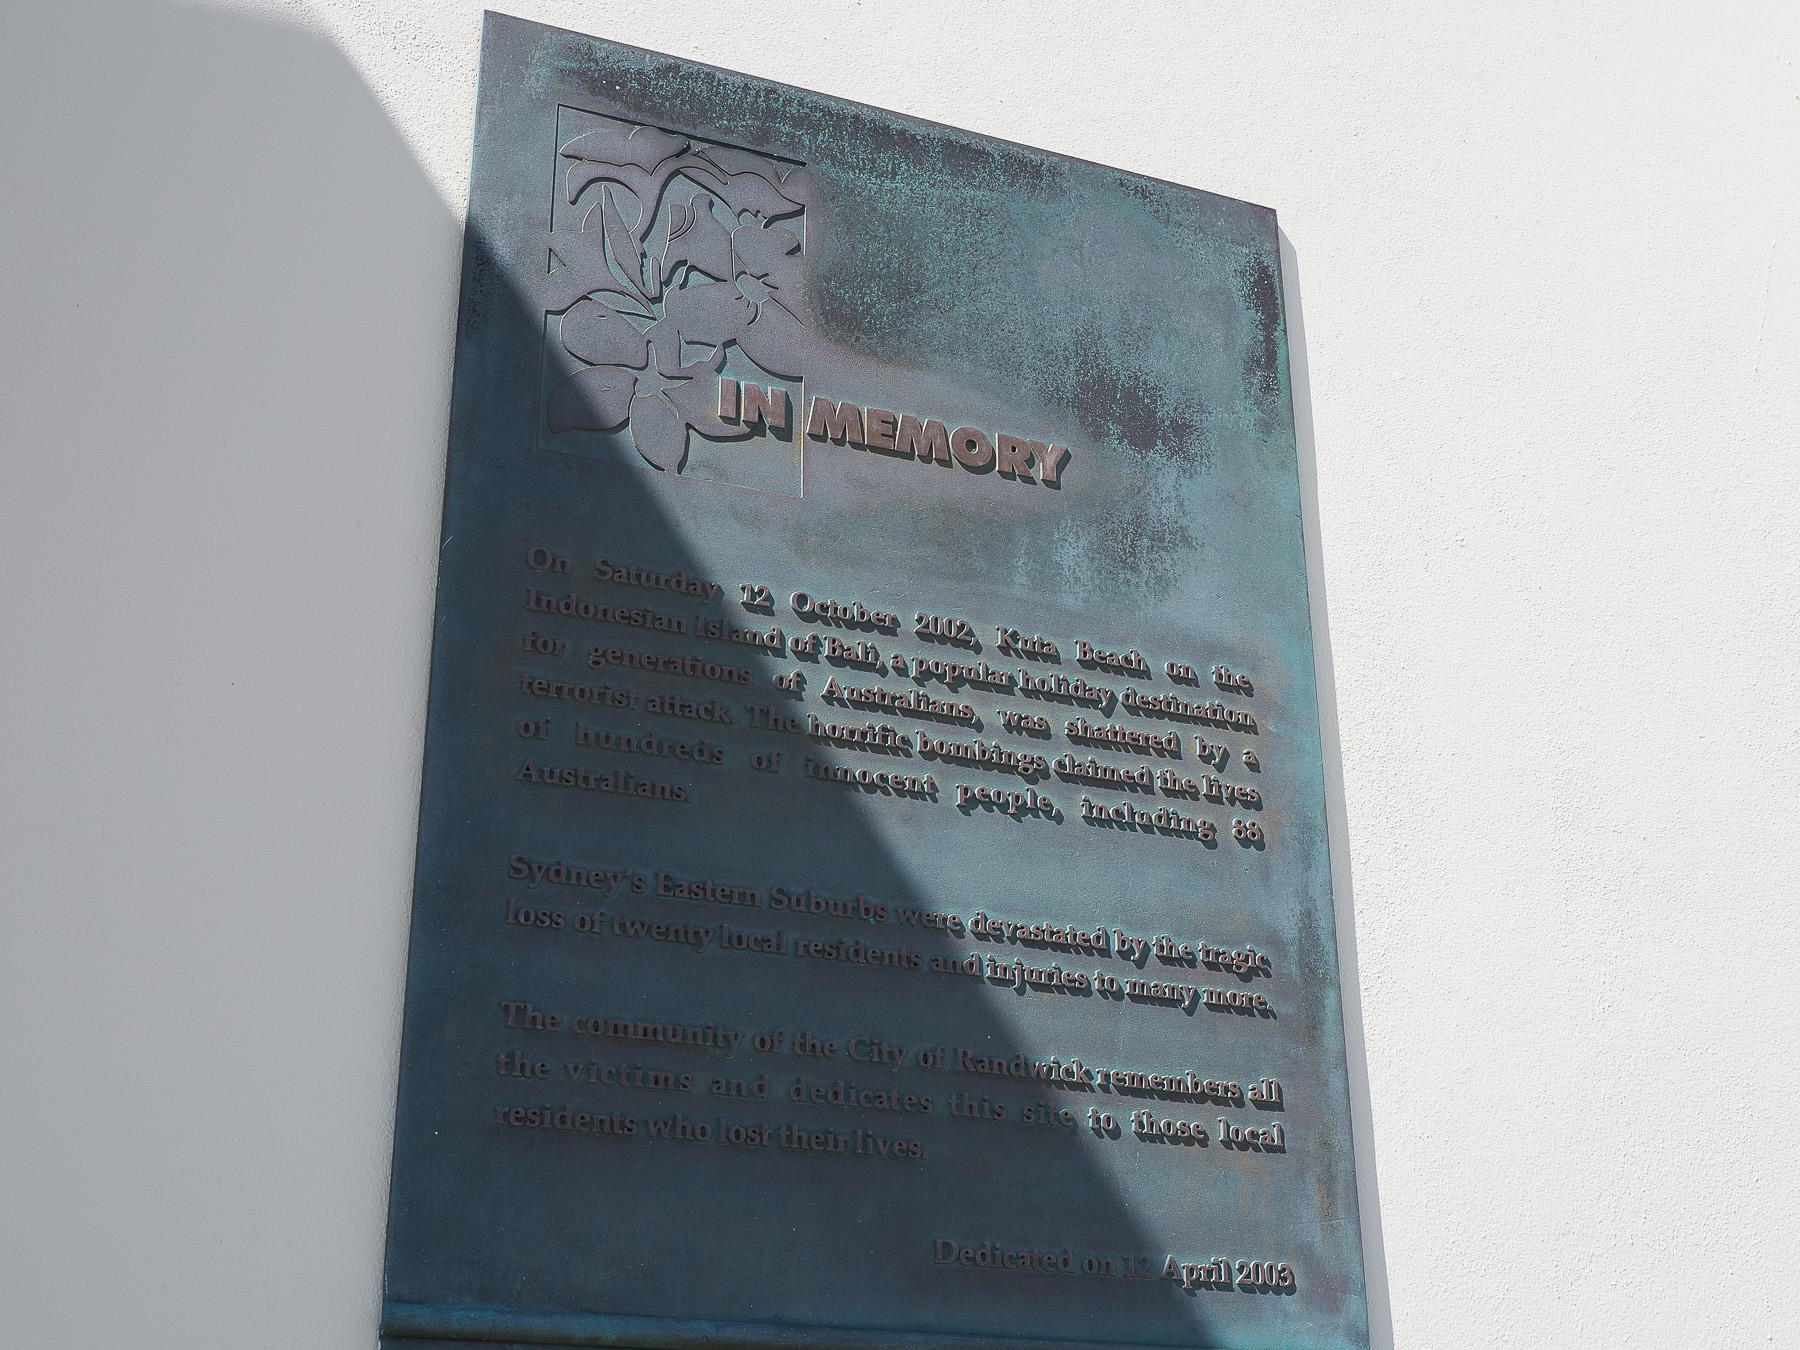 IN MEMORY
On Saturday 12 October 2002, Kuta Beach on the
Indonesian Island of Bali, a popular holiday destination
for generations of Australians, was shattered by a
terrorist attack. The horrific bombings claimed the lives
of hundreds of innocent people, including 88
Australians.
Sydney's Eastern Suburbs were devastated by the tragic
loss of twenty local residents and injuries to many more.
The community of the City of Randwick remembers all
the victims and dedicates this site to those local
residents who lost their lives.
Dedicated on 12 April 2003